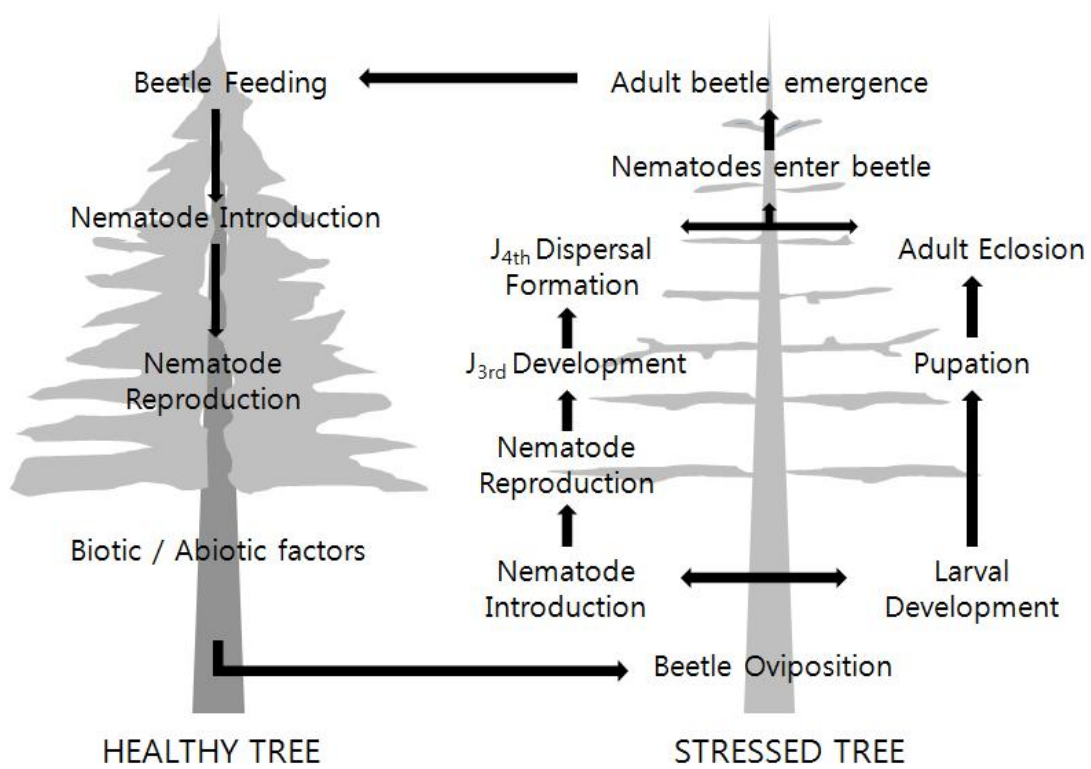 Beetle Feeding
Nematode Introduction
Nematode
Reproduction
Biotic / Abiotic factors
HEALTHY TREE
Adult beetle emergence
Nematodes enter beetle
J4th Dispersal
Formation
J3rd Development
Nematode
Reproduction
Nematode
Introduction
Adult Eclosion
Pupation
Larval
Development
Beetle Oviposition
STRESSED TREE